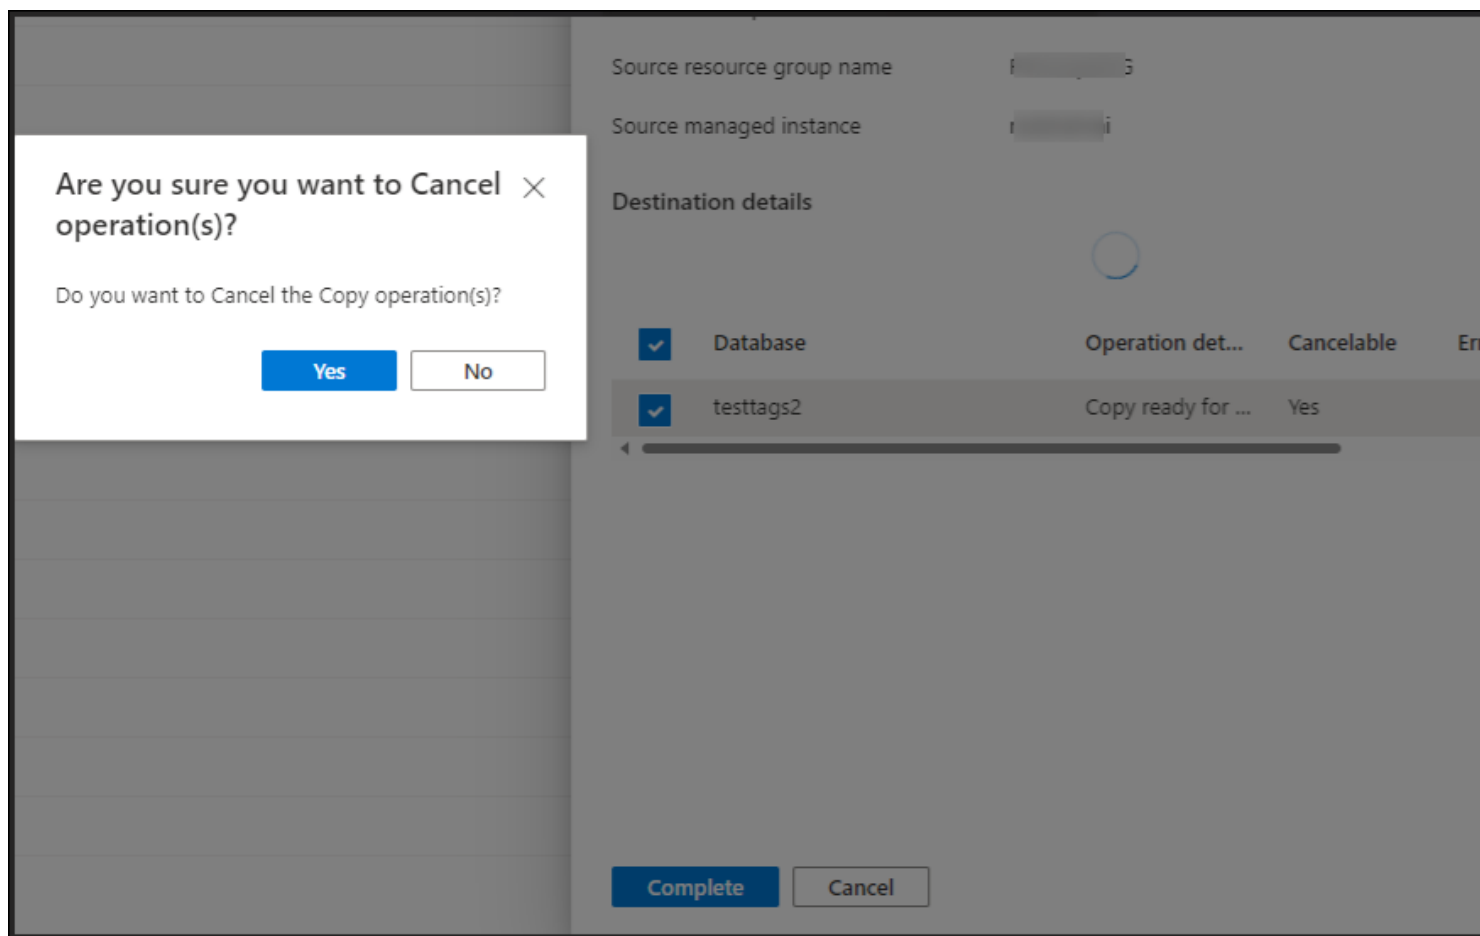 Source resource group name
Source managed instance
Are you sure you want to Cancel
operation(s)?
Do you want to Cancel the Copy operation(s)?
Yes No
Destination details
Database Operation det... Cancelable
testtags2 Copy ready for ... Yes
Complete Cancel